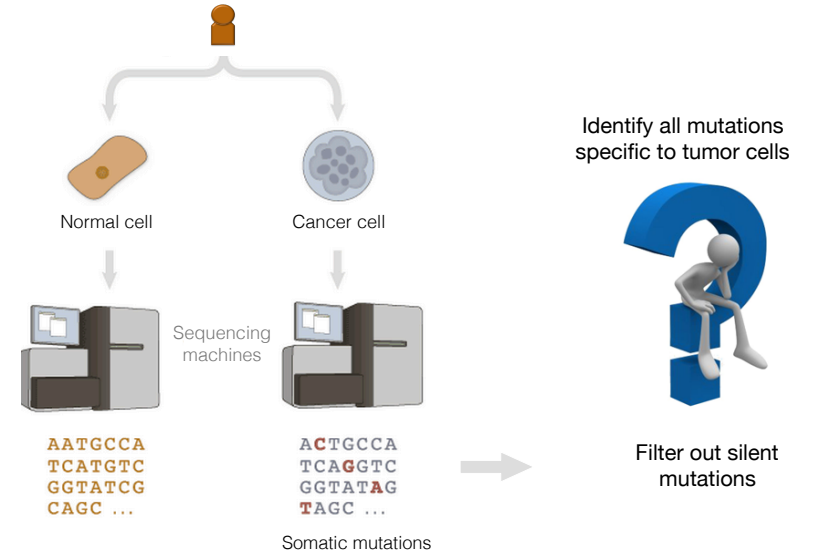 Identify all mutations
specific to tumor cells
Normal cell
Cancer cell
Sequencing
machines
AATGCCA
TCATGTC
GGTATCG
CAGC ...
ACTGCCA
TCAGGTC
GGTATAG
TAGC ...
Somatic mutations
Filter out silent
mutations